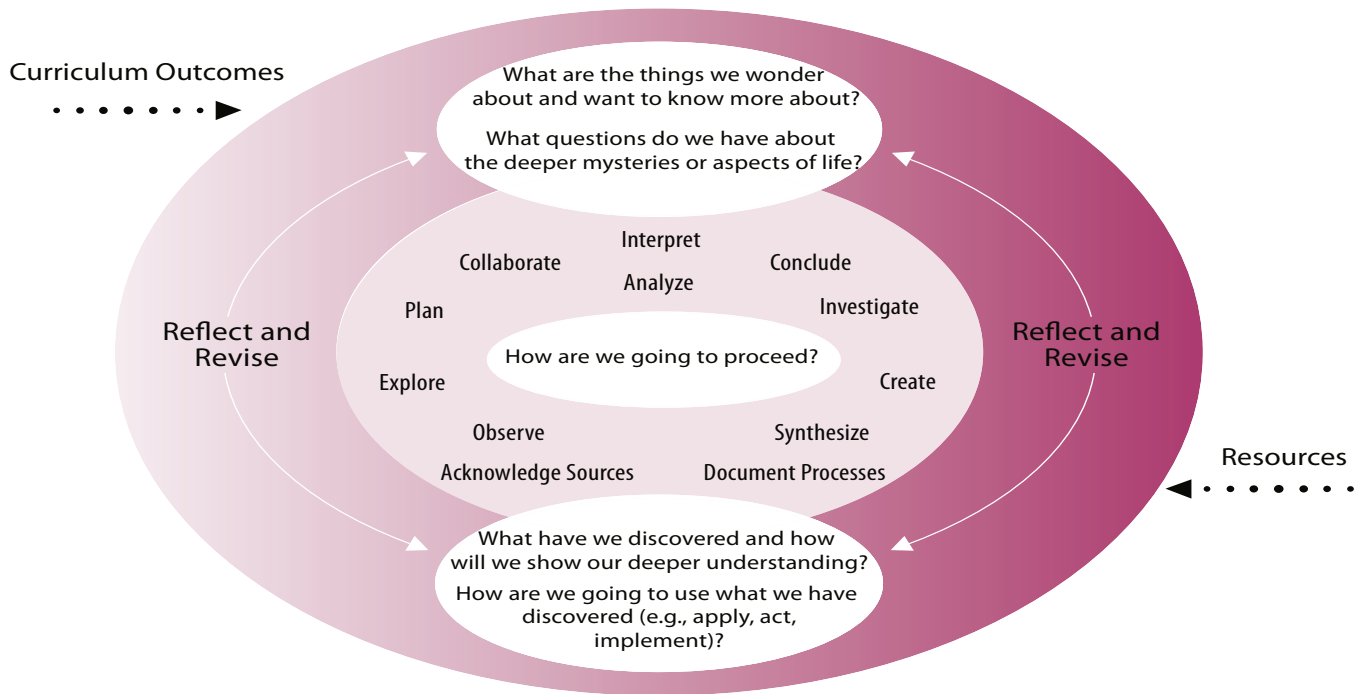 Curriculum Outcomes
What are the things we wonder
about and want to know more about?
What questions do we have about
the deeper mysteries or aspects of life?
Interpret
Collaborate
Conclude
Analyze
Plan
Investigate
Reflect and
Revise
How are we going to proceed?
Reflect and
Revise
Explore
Create
Observe
Synthesize
Acknowledge Sources
Document Processes
Resources
What have we discovered and how
will we show our deeper understanding?
How are we going to use what we have
discovered (e.g., apply, act,
implement)?